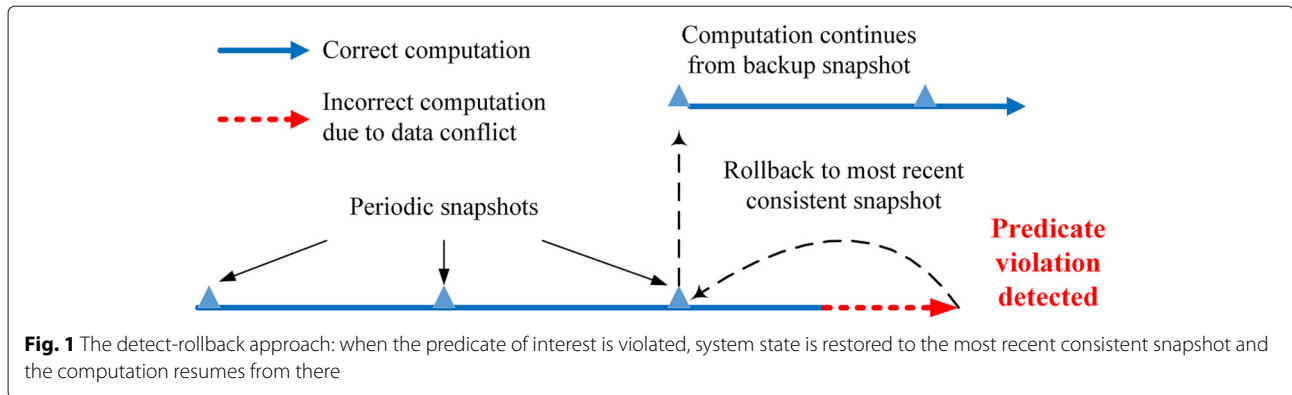 Correct computation
Incorrect computation
due to data conflict
Computation continues
from backup snapshot
Rollback to most recent
consistent snapshot
Periodic snapshots
Predicate
violation
detected
Fig. 1 The detect-rollback approach: when the predicate of interest is violated, system state is restored to the most recent consistent snapshot and
the computation resumes from there